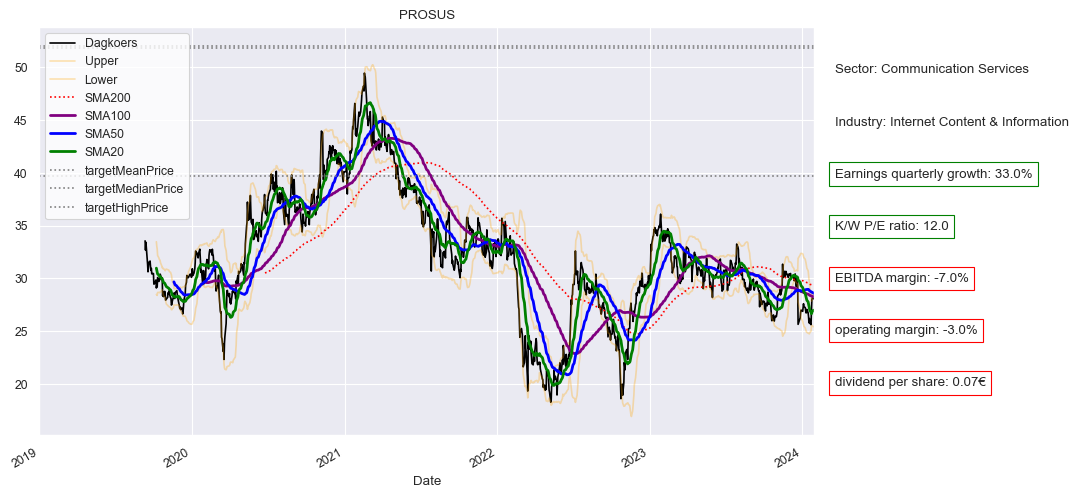 PROSUS
Dagkoers
Upper
Lower
SMA200
SMA100
SMA50
SMA20
targetMeanPrice
targetMedianPrice
targetHighPrice
50
45
40
35
30
25
20
2019
2020
2021
2022
2023
2024
Date
Sector: Communication Services
Industry: Internet Content & Information
Earnings quarterly growth: 33.0%
K/W P/E ratio: 12.0
EBITDA margin: -7.0%
operating margin: -3.0%
dividend per share: 0.07€